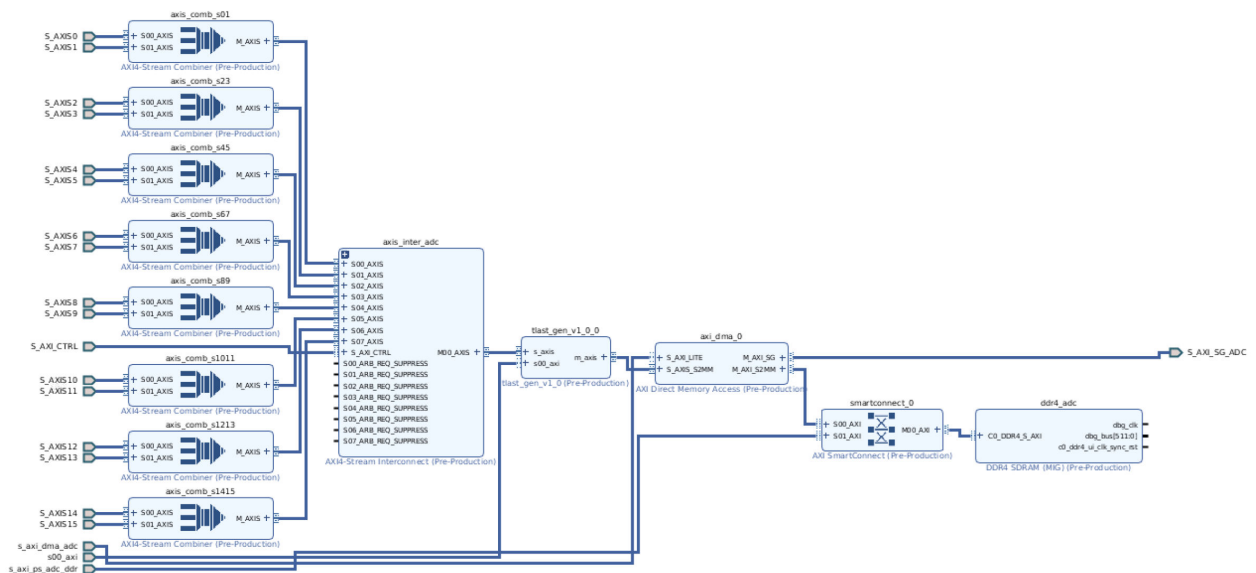 axis_comb_s01
S_AXIS0
S_AXIS1
S00_AXIS
S01_AXIS
M_AXIS
AXI4-Stream Combiner (Pre-Production)
axis_comb_s23
S_AXIS2
S_AXIS3
S00_AXIS
S01_AXIS
M_AXIS
AXI4-Stream Combiner (Pre-Production)
axis_comb_s45
S_AXIS4
S_AXIS5
S00_AXIS
S01_AXIS
M_AXIS
AXI4-Stream Combiner (Pre-Production)
axis_comb_s67
S_AXIS6
S_AXIS7
S00_AXIS
S01_AXIS
M_AXIS
AXI4-Stream Combiner (Pre-Production)
axis_comb_s89
S_AXIS8
S_AXIS9
S00_AXIS
S01_AXIS
M_AXIS
AXI4-Stream Combiner (Pre-Production)
S_AXI_CTRL
axis_comb_s1011
S_AXIS10
S_AXIS11
S00_AXIS
S01_AXIS
M_AXIS
AXI4-Stream Combiner (Pre-Production)
axis_comb_s1213
S_AXIS12
S_AXIS13
S00_AXIS
S01_AXIS
M_AXIS
AXI4-Stream Combiner (Pre-Production)
axis_comb_s1415
S_AXIS14
S_AXIS15
S00_AXIS
S01_AXIS
M_AXIS
AXI4-Stream Combiner (Pre-Production)
s_axi_dma_adc
s00_axi
s_axi_ps_adc_ddr
axis_inter_adc
S00_AXIS
S01_AXIS
S02_AXIS
S03_AXIS
S04_AXIS
S05_AXIS
S06_AXIS
S07_AXIS
S_AXI_CTRL
M00_AXIS
S00_ARB_REQ_SUPPRESS
S01_ARB_REQ_SUPPRESS
S02_ARB_REQ_SUPPRESS
S03_ARB_REQ_SUPPRESS
S04_ARB_REQ_SUPPRESS
S05_ARB_REQ_SUPPRESS
S06_ARB_REQ_SUPPRESS
S07_ARB_REQ_SUPPRESS
AXI4-Stream Interconnect (Pre-Production)
tlast_gen_v1_0_0
s_axis
s00_axi
m_axis
tlast_gen_v1_0 (Pre-Production)
axi_dma_0
S_AXI_LITE
S_AXIS_S2MM
M_AXI_SG
M_AXI_S2MM
AXI Direct Memory Access (Pre-Production)
S_AXI_SG_ADC
smartconnect_0
S00_AXI
S01_AXI
M00_AXI
AXI SmartConnect (Pre-Production)
ddr4_adc
C0_DDR4_S_AXI
dbg_clk
dbg_bus[511:0]
c0_ddr4_ui_clk_sync_rst
DDR4 SDRAM (MIG) (Pre-Production)